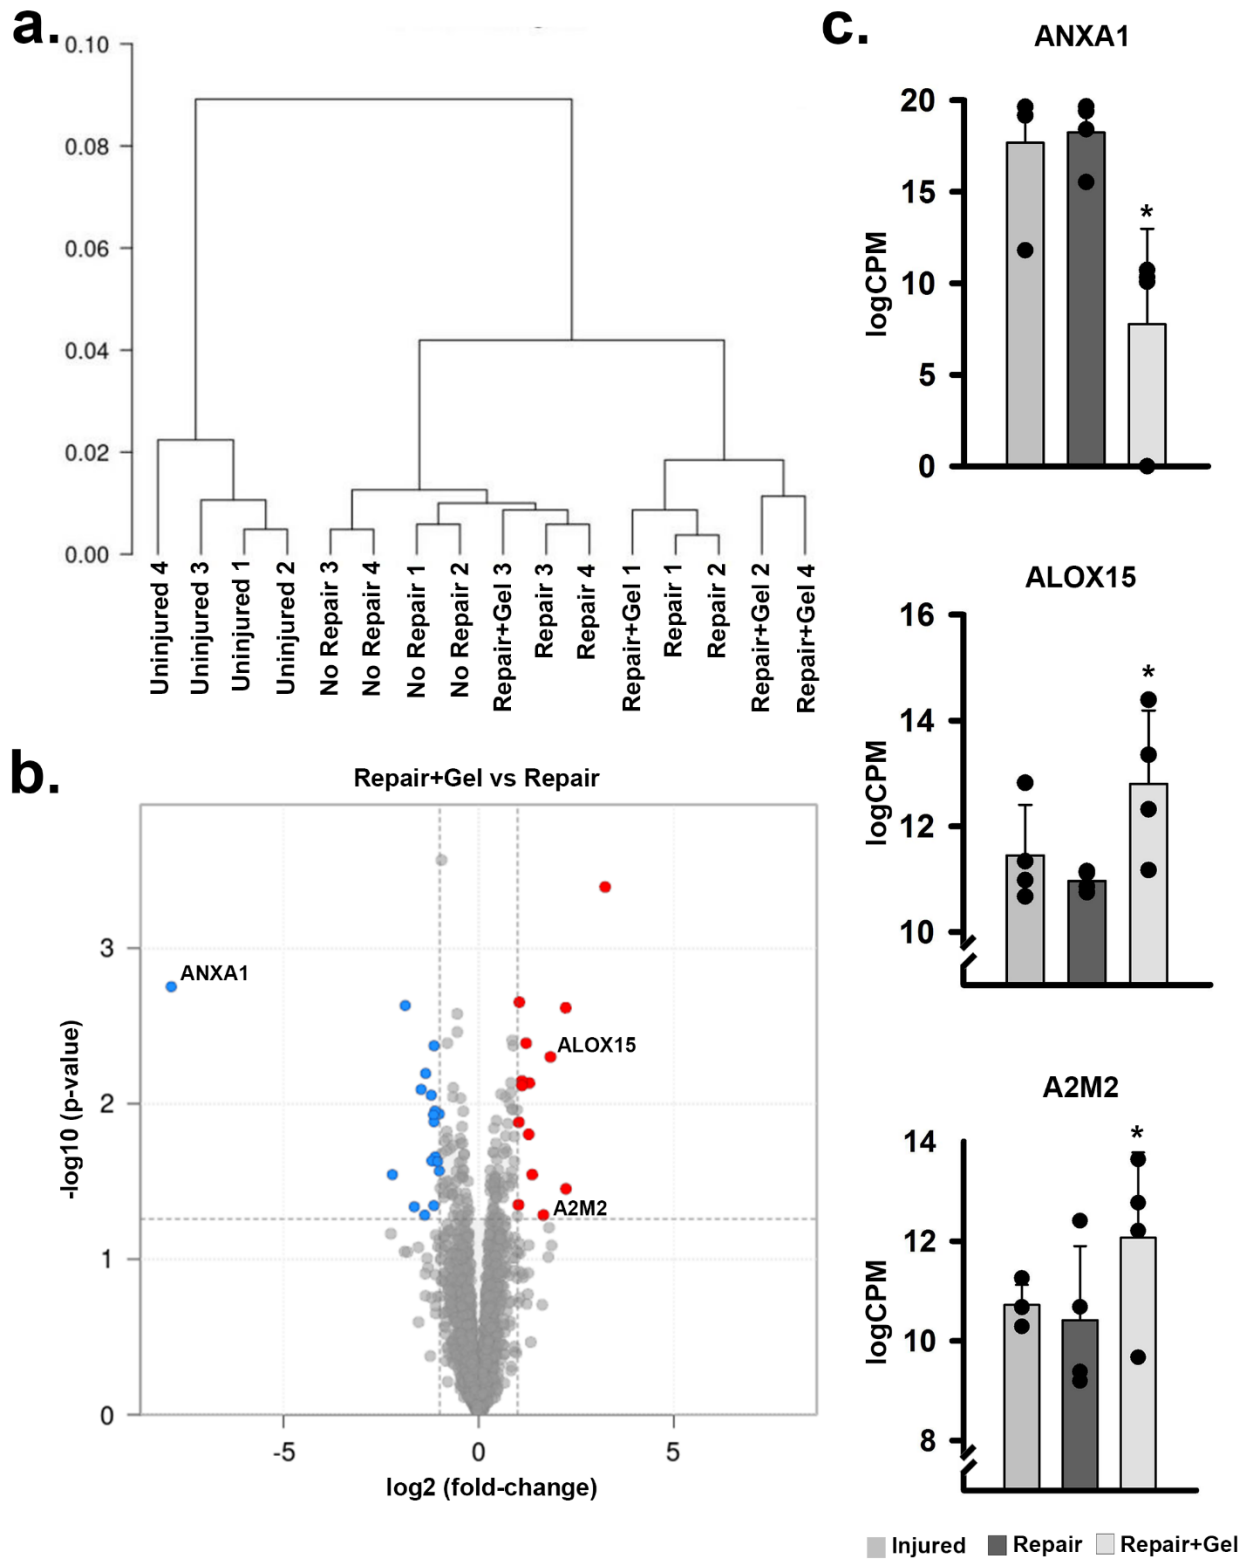 a.
0.10
0.08
0.06
0.04
0.02
0.00
Uninjured 4
Uninjured 3
Uninjured 1
Uninjured 2
No Repair 3
No Repair 4
No Repair 1
No Repair 2
Repair+Gel 3
Repair 3
Repair 4
Repair+Gel 1
Repair 1
Repair 2
Repair+Gel 2
Repair+Gel 4
b.
Repair+Gel vs Repair
-log10 (p-value)
3
2
1
0
ANXA1
ALOX15
A2M2
-5 0 5
log2 (fold-change)
c.
ANXA1
logCPM
20
15
10
5
0
*
ALOX15
logCPM
16
14
12
10
*
A2M2
logCPM
14
12
10
8
*
Injured Repair Repair+Gel